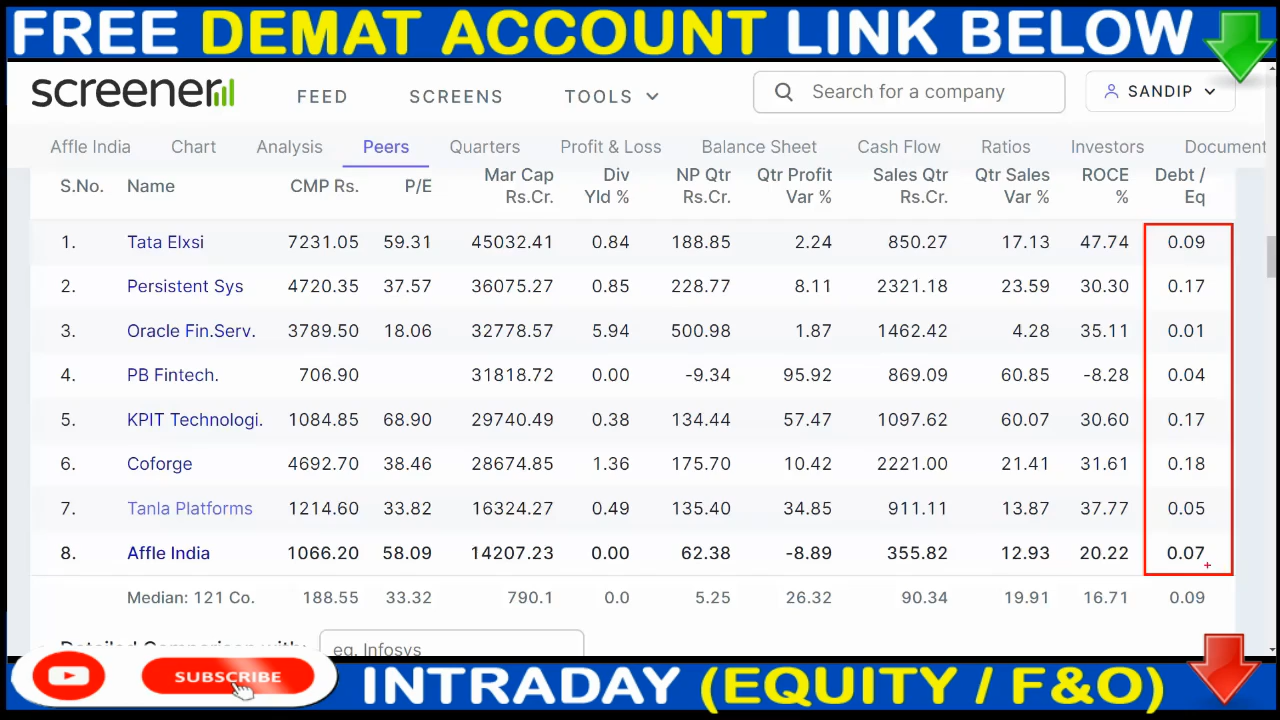 FREE DEMAT ACCOUNT LINK BELOW
screener
FEED SCREENS TOOLS Search for a company SANDIP
Affle India Chart Analysis Peers Quarters Profit & Loss Balance Sheet Cash Flow Ratios Investors Document
S.No. Name CMP Rs. P/E Mar Cap Rs.Cr. Div Yld % NP Qtr Rs.Cr. Qtr Profit Var % Sales Qtr Rs.Cr. Qtr Sales Var % ROCE % Debt / Eq
1. Tata Elxsi 7231.05 59.31 45032.41 0.84 188.85 2.24 850.27 17.13 47.74 0.09
2. Persistent Sys 4720.35 37.57 36075.27 0.85 228.77 8.11 2321.18 23.59 30.30 0.17
3. Oracle Fin.Serv. 3789.50 18.06 32778.57 5.94 500.98 1.87 1462.42 4.28 35.11 0.01
4. PB Fintech. 706.90 31818.72 0.00 -9.34 95.92 869.09 60.85 -8.28 0.04
5. KPIT Technologi. 1084.85 68.90 29740.49 0.38 134.44 57.47 1097.62 60.07 30.60 0.17
6. Coforge 4692.70 38.46 28674.85 1.36 175.70 10.42 2221.00 21.41 31.61 0.18
7. Tanla Platforms 1214.60 33.82 16324.27 0.49 135.40 34.85 911.11 13.87 37.77 0.05
8. Affle India 1066.20 58.09 14207.23 0.00 62.38 -8.89 355.82 12.93 20.22 0.07
Median: 121 Co. 188.55 33.32 790.1 0.0 5.25 26.32 90.34 19.91 16.71 0.09
Detailed Comparison with: eg. Infosys
SUBSCRIBE
INTRADAY (EQUITY / F&O)